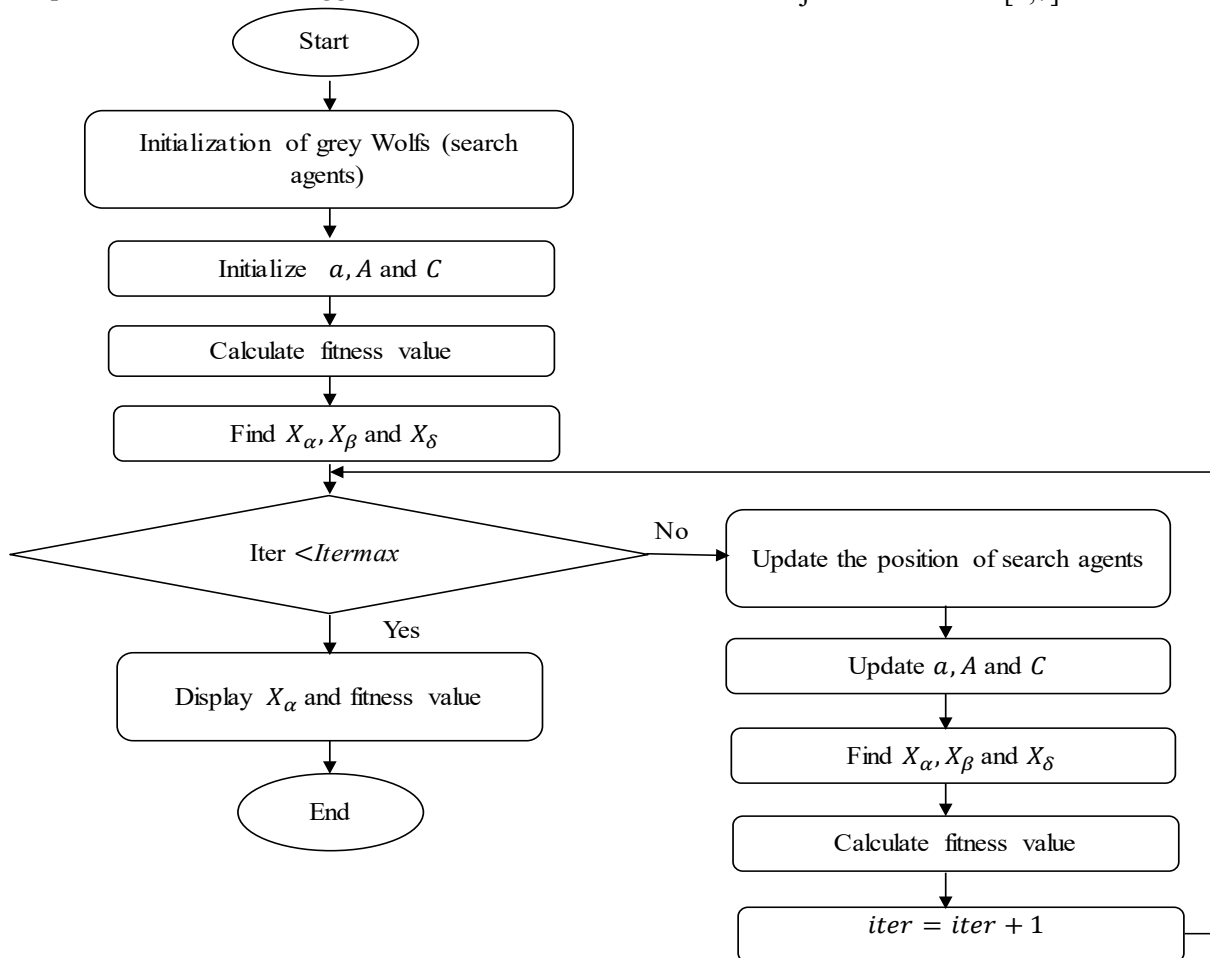 Start
Initialization of grey Wolfs (search
agents)
Initialize a, A and C
Calculate fitness value
Find X_α, X_β and X_δ
Iter <Itermax
No
Yes
Display X_α and fitness value
End
Update the position of search agents
Update a, A and C
Find X_α, X_β and X_δ
Calculate fitness value
iter = iter + 1